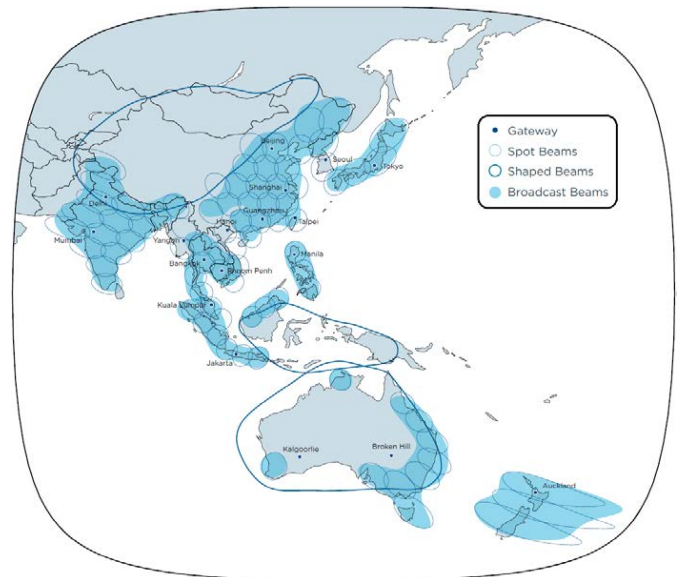 Gateway
Spot Beams
Shaped Beams
Broadcast Beams
Beijing
Seoul
Tokyo
Shanghai
Delhi
Guangzhou
Taipei
Hanoi
Mumbai
Yangon
Manila
Bangkok
Phnom Penh
Kuala Lumpur
Jakarta
Kalgoorlie
Broken Hill
Auckland